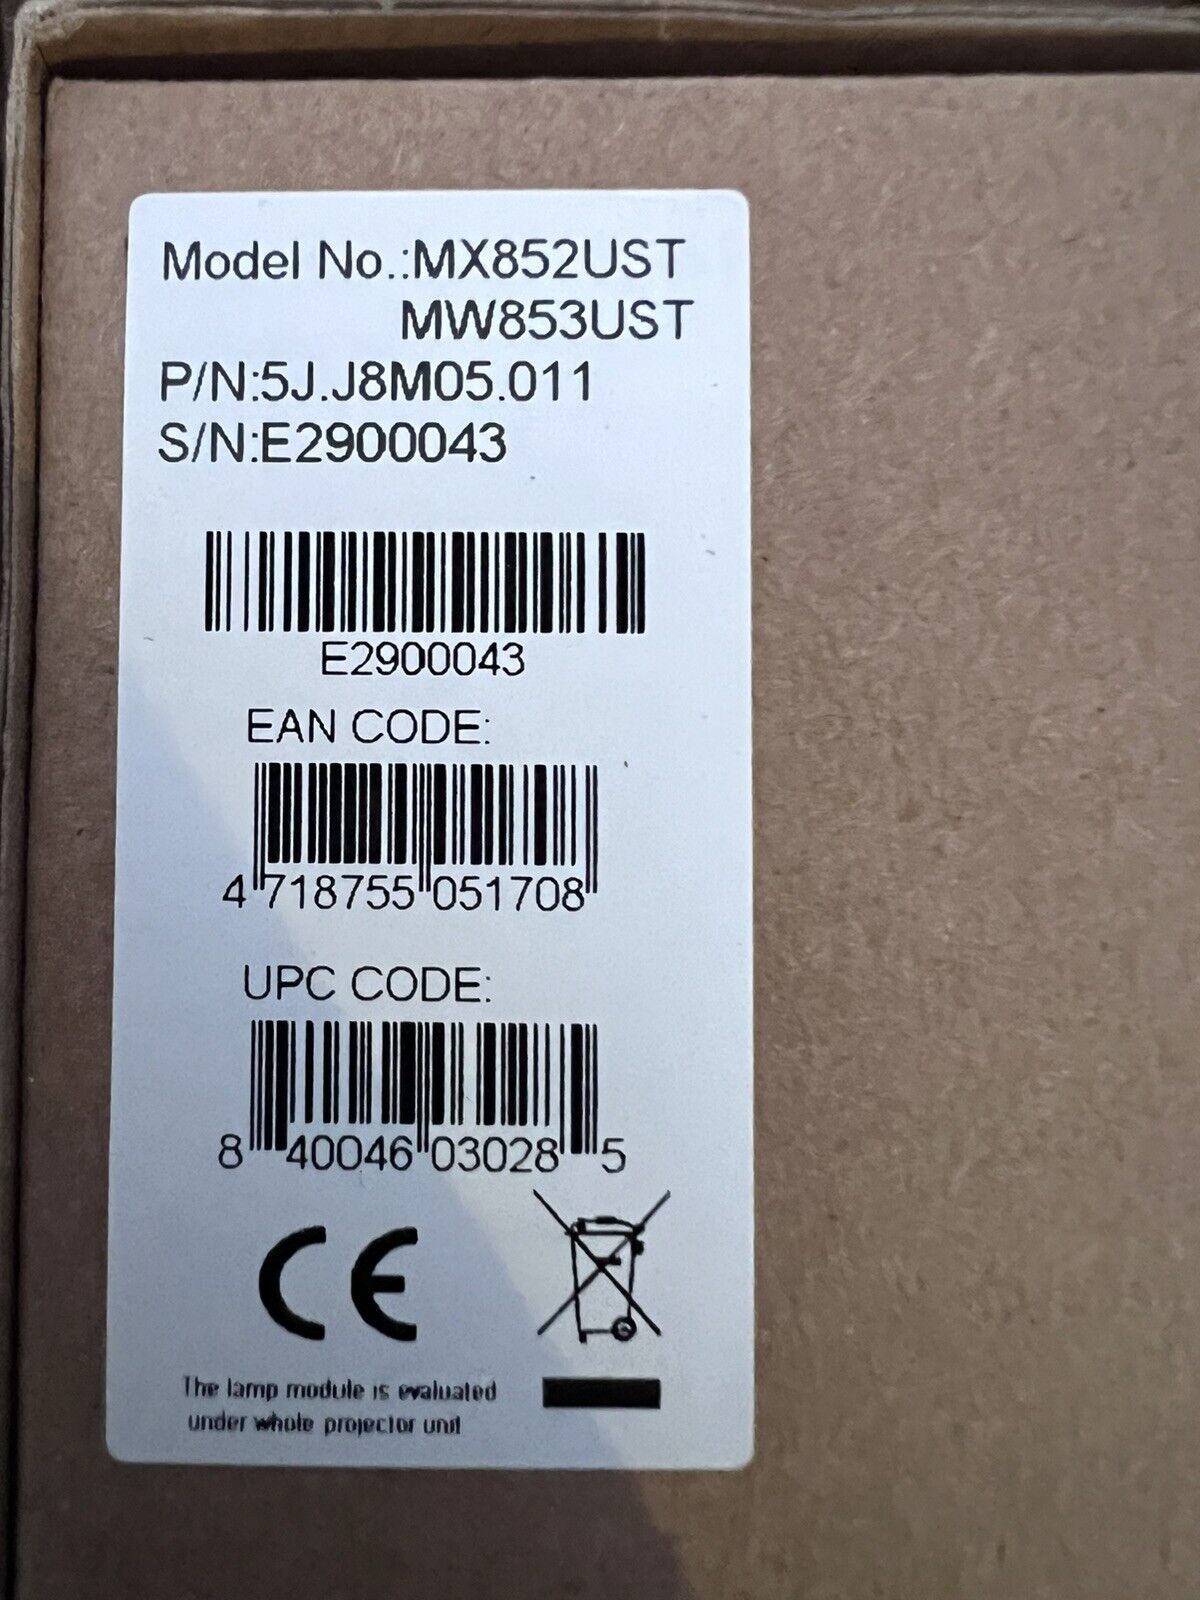 Model No.:MX852UST
MW853UST
P/N:5J.J8M05.011
S/N:E2900043
E2900043
EAN CODE:
4 718755 051708
UPC CODE:
8 40046 03028 5
CE
The lamp module is evaluated
under whole projector unit